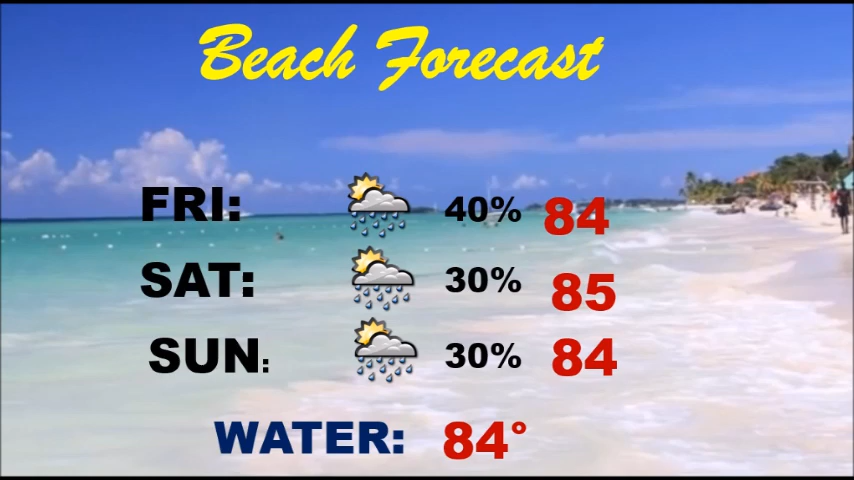 Beach Forecast
FRI: 40% 84
SAT: 30% 85
SUN: 30% 84
WATER: 84°